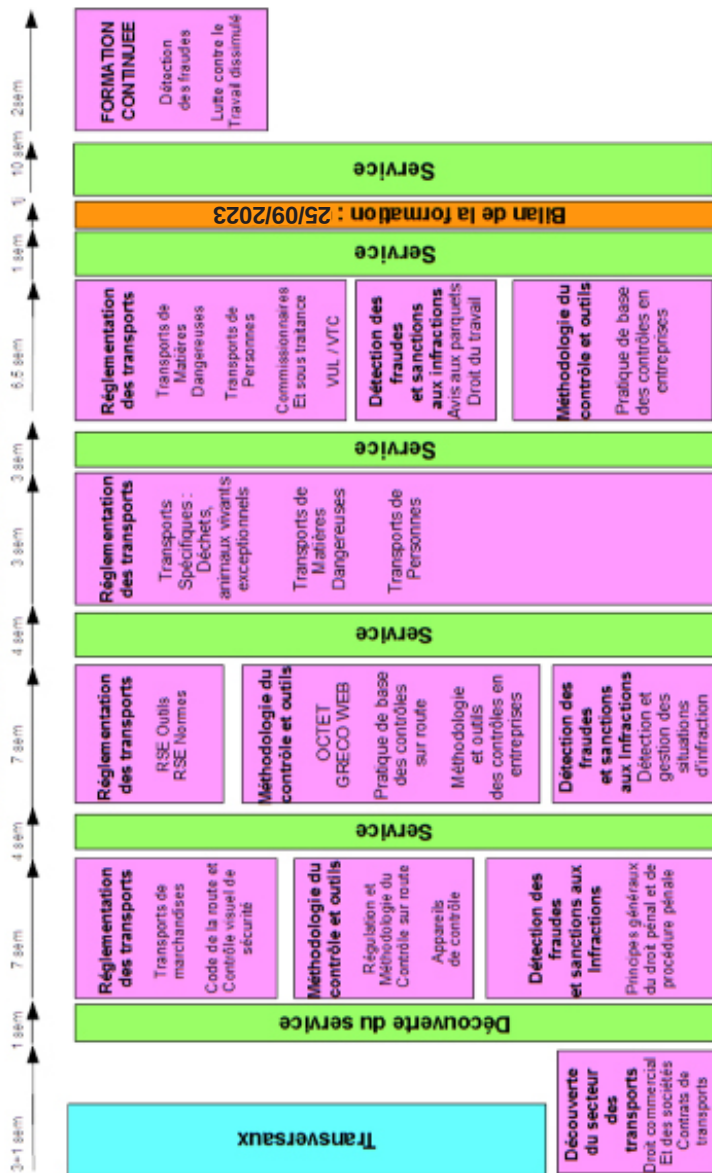 3+1 sem
1 sem
7 sem
4 sem
7 sem
4 sem
3 sem
3 sem
6.5 sem
1 sem
1j
10 sem
2sem
Transversaux
Découverte
du secteur
des
transports
Droit commercial
Et des sociétés
Contrats de
transports
Découverte du service
Réglementation
des transports
Transports de
marchandises
Code de la route et
Contrôle visuel de
sécurité
Méthodologie du
contrôle et outils
Régulation et
Méthodologie du
Contrôle sur route
Appareils
de contrôle
Détection des
fraudes
et sanctions aux
Infractions
Principes généraux
du droit pénal et de
procédure pénale
Service
Réglementation
des transports
RSE Outils
RSE Normes
Méthodologie du
contrôle et outils
OCTET
GRECO WEB
Pratique de base
des contrôles
sur route
Méthodologie
et outils
des contrôles en
entreprises
Détection des
fraudes
et sanctions
aux Infractions
Détection et
gestion des
situations
d'infraction
Service
Réglementation
des transports
Transports
Spécifiques :
Déchets,
animaux vivants
exceptionnels
Transports de
Matières
Dangereuses
Transports de
Personnes
Service
Réglementation
des transports
Transports de
Matières
Dangereuses
Transports de
Personnes
Commissionnaires
Et sous traitance
VUL / VTC
Détection des
fraudes
et sanctions
aux infractions
Avis aux parquets
Droit du travail
Méthodologie du
contrôle et outils
Pratique de base
des contrôles en
entreprises
Service
Bilan de la formation : 25/09/2023
Service
FORMATION
CONTINUEE
Détection
des fraudes
Lutte contre le
Travail dissimulé